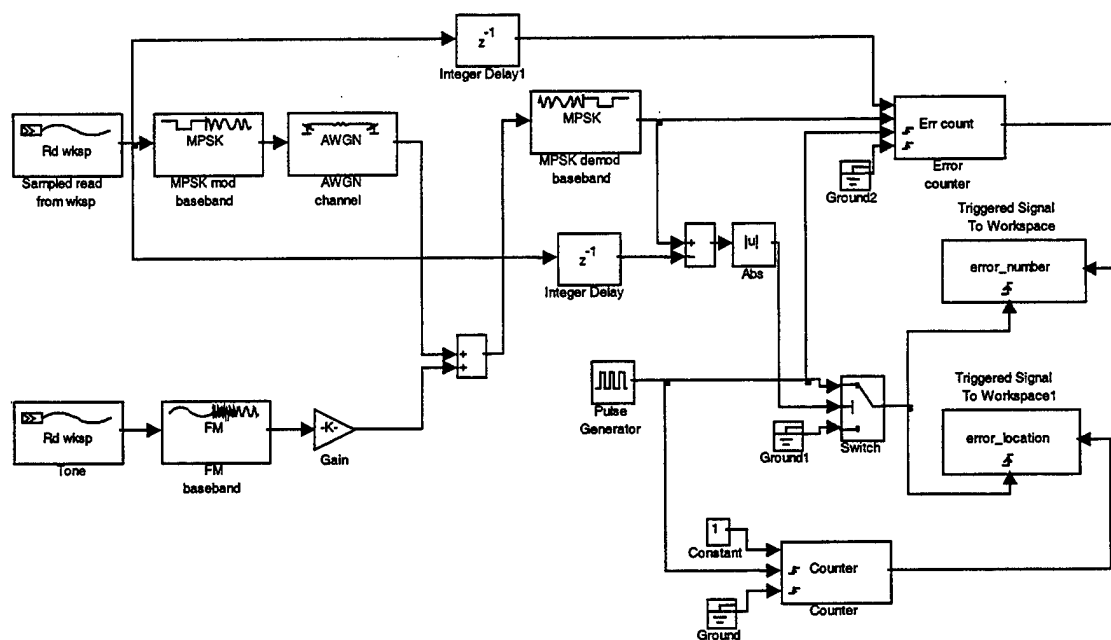 z-1
Integer Delay1
Rd wksp
Sampled read
from wksp
MPSK
MPSK mod
baseband
AWGN
AWGN
channel
MPSK
MPSK demod
baseband
Err count
Error
counter
Ground2
z-1
Integer Delay
+
−
|u|
Abs
Triggered Signal
To Workspace
error_number
+
+
Rd wksp
Tone
FM
FM
baseband
-K-
Gain
Pulse
Generator
Ground1
Switch
Triggered Signal
To Workspace1
error_location
1
Constant
Counter
Counter
Ground